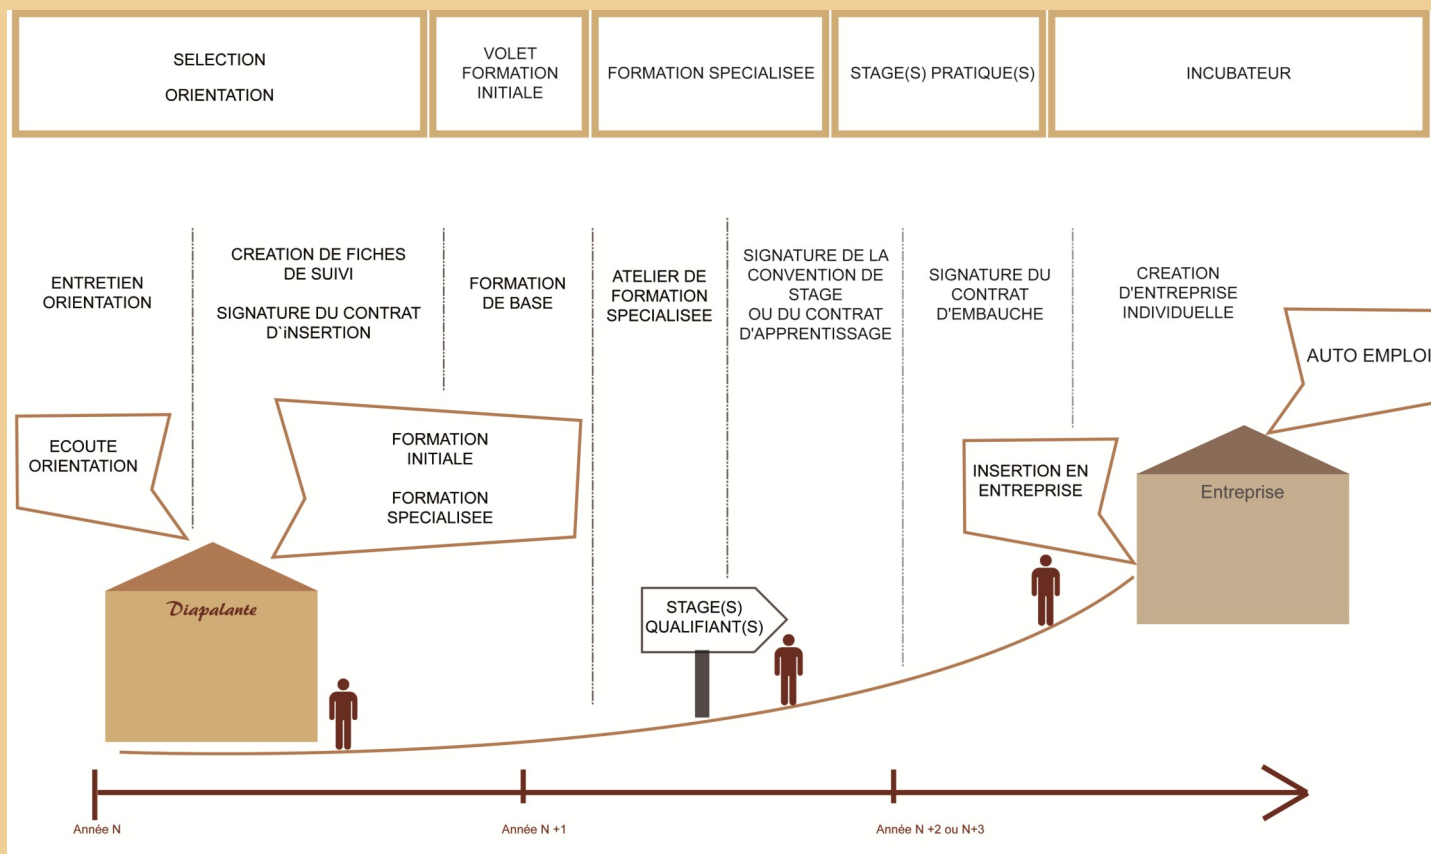 SELECTION
ORIENTATION
VOLET
FORMATION
INITIALE
FORMATION SPECIALISEE
STAGE(S) PRATIQUE(S)
INCUBATEUR
ENTRETIEN
ORIENTATION
CREATION DE FICHES
DE SUIVI
SIGNATURE DU CONTRAT
D`INSERTION
FORMATION
DE BASE
ATELIER DE
FORMATION
SPECIALISEE
SIGNATURE DE LA
CONVENTION DE
STAGE
OU DU CONTRAT
D'APPRENTISSAGE
SIGNATURE DU
CONTRAT
D'EMBAUCHE
CREATION
D'ENTREPRISE
INDIVIDUELLE
AUTO EMPLOI
ECOUTE
ORIENTATION
FORMATION
INITIALE
FORMATION
SPECIALISEE
INSERTION EN
ENTREPRISE
Entreprise
Diapalante
STAGE(S)
QUALIFIANT(S)
Année N
Année N +1
Année N +2 ou N+3